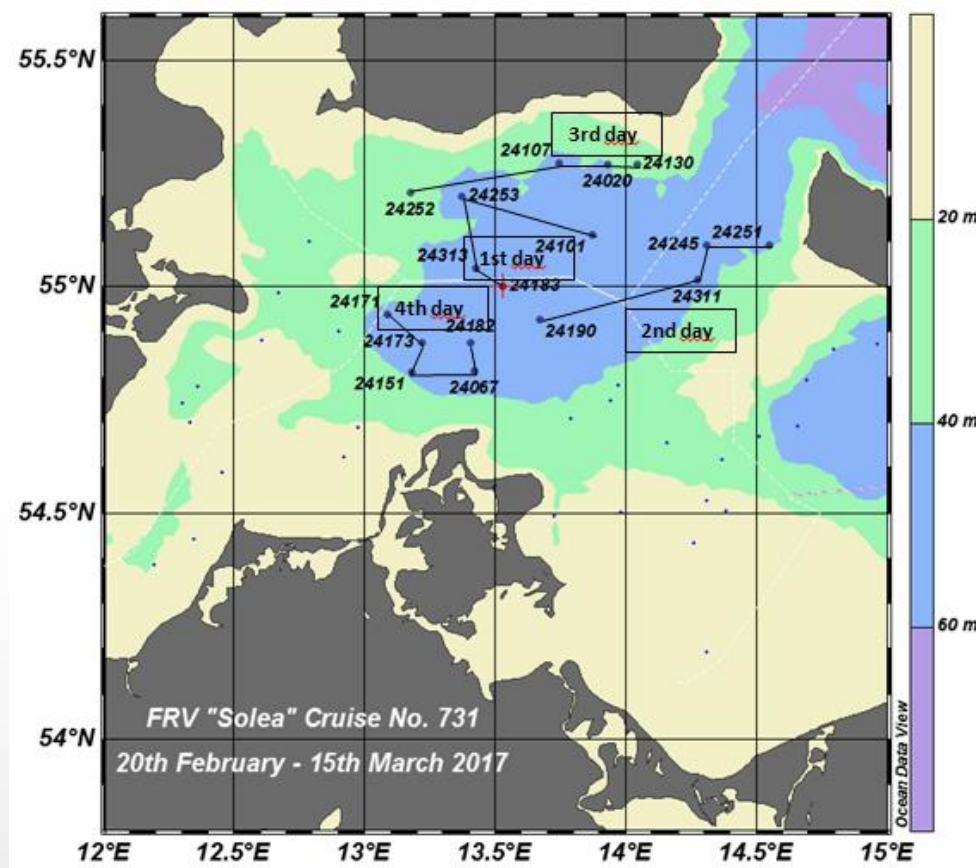 55.5°N
3rd day
24107
24130
24020
24252
24253
20 m
24101
24245
24251
24313
1st day
55°N
24183
24311
24171
4th day
24182
24190
2nd day
24173
24151
24067
40 m
54.5°N
60 m
FRV "Solea" Cruise No. 731
54°N
20th February - 15th March 2017
Ocean Data View
12°E
12.5°E
13°E
13.5°E
14°E
14.5°E
15°E